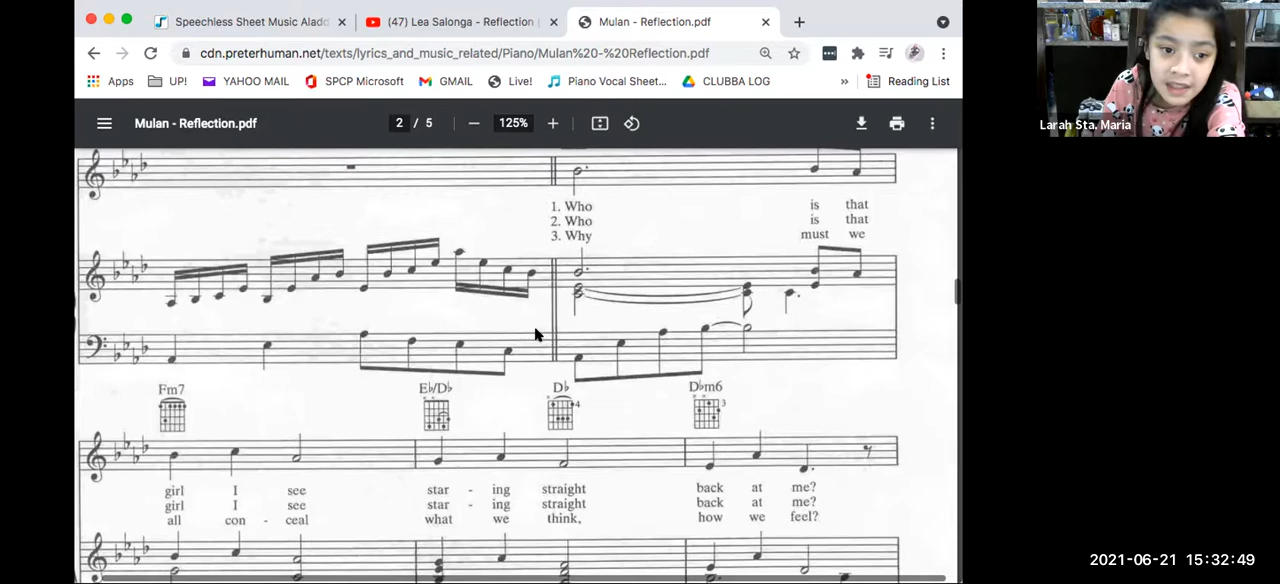 Speechless Sheet Music Aladd
(47) Lea Salonga - Reflection (
Mulan - Reflection.pdf
cdn.preterhuman.net/texts/lyrics_and_music_related/Piano/Mulan%20-%20Reflection.pdf
Apps UP! YAHOO MAIL SPCP Microsoft GMAIL Live! Piano Vocal Sheet... CLUBBA LOG » Reading List
Mulan - Reflection.pdf 2 / 5 125%
Larah Sta. Maria
1. Who is that
2. Who is that
3. Why must we
Fm7 E♭/D♭ D♭ D♭m6
4 3
girl I see star - ing straight back at me?
girl I see star - ing straight back at me?
all con - ceal what we think, how we feel?
2021-06-21 15:32:49